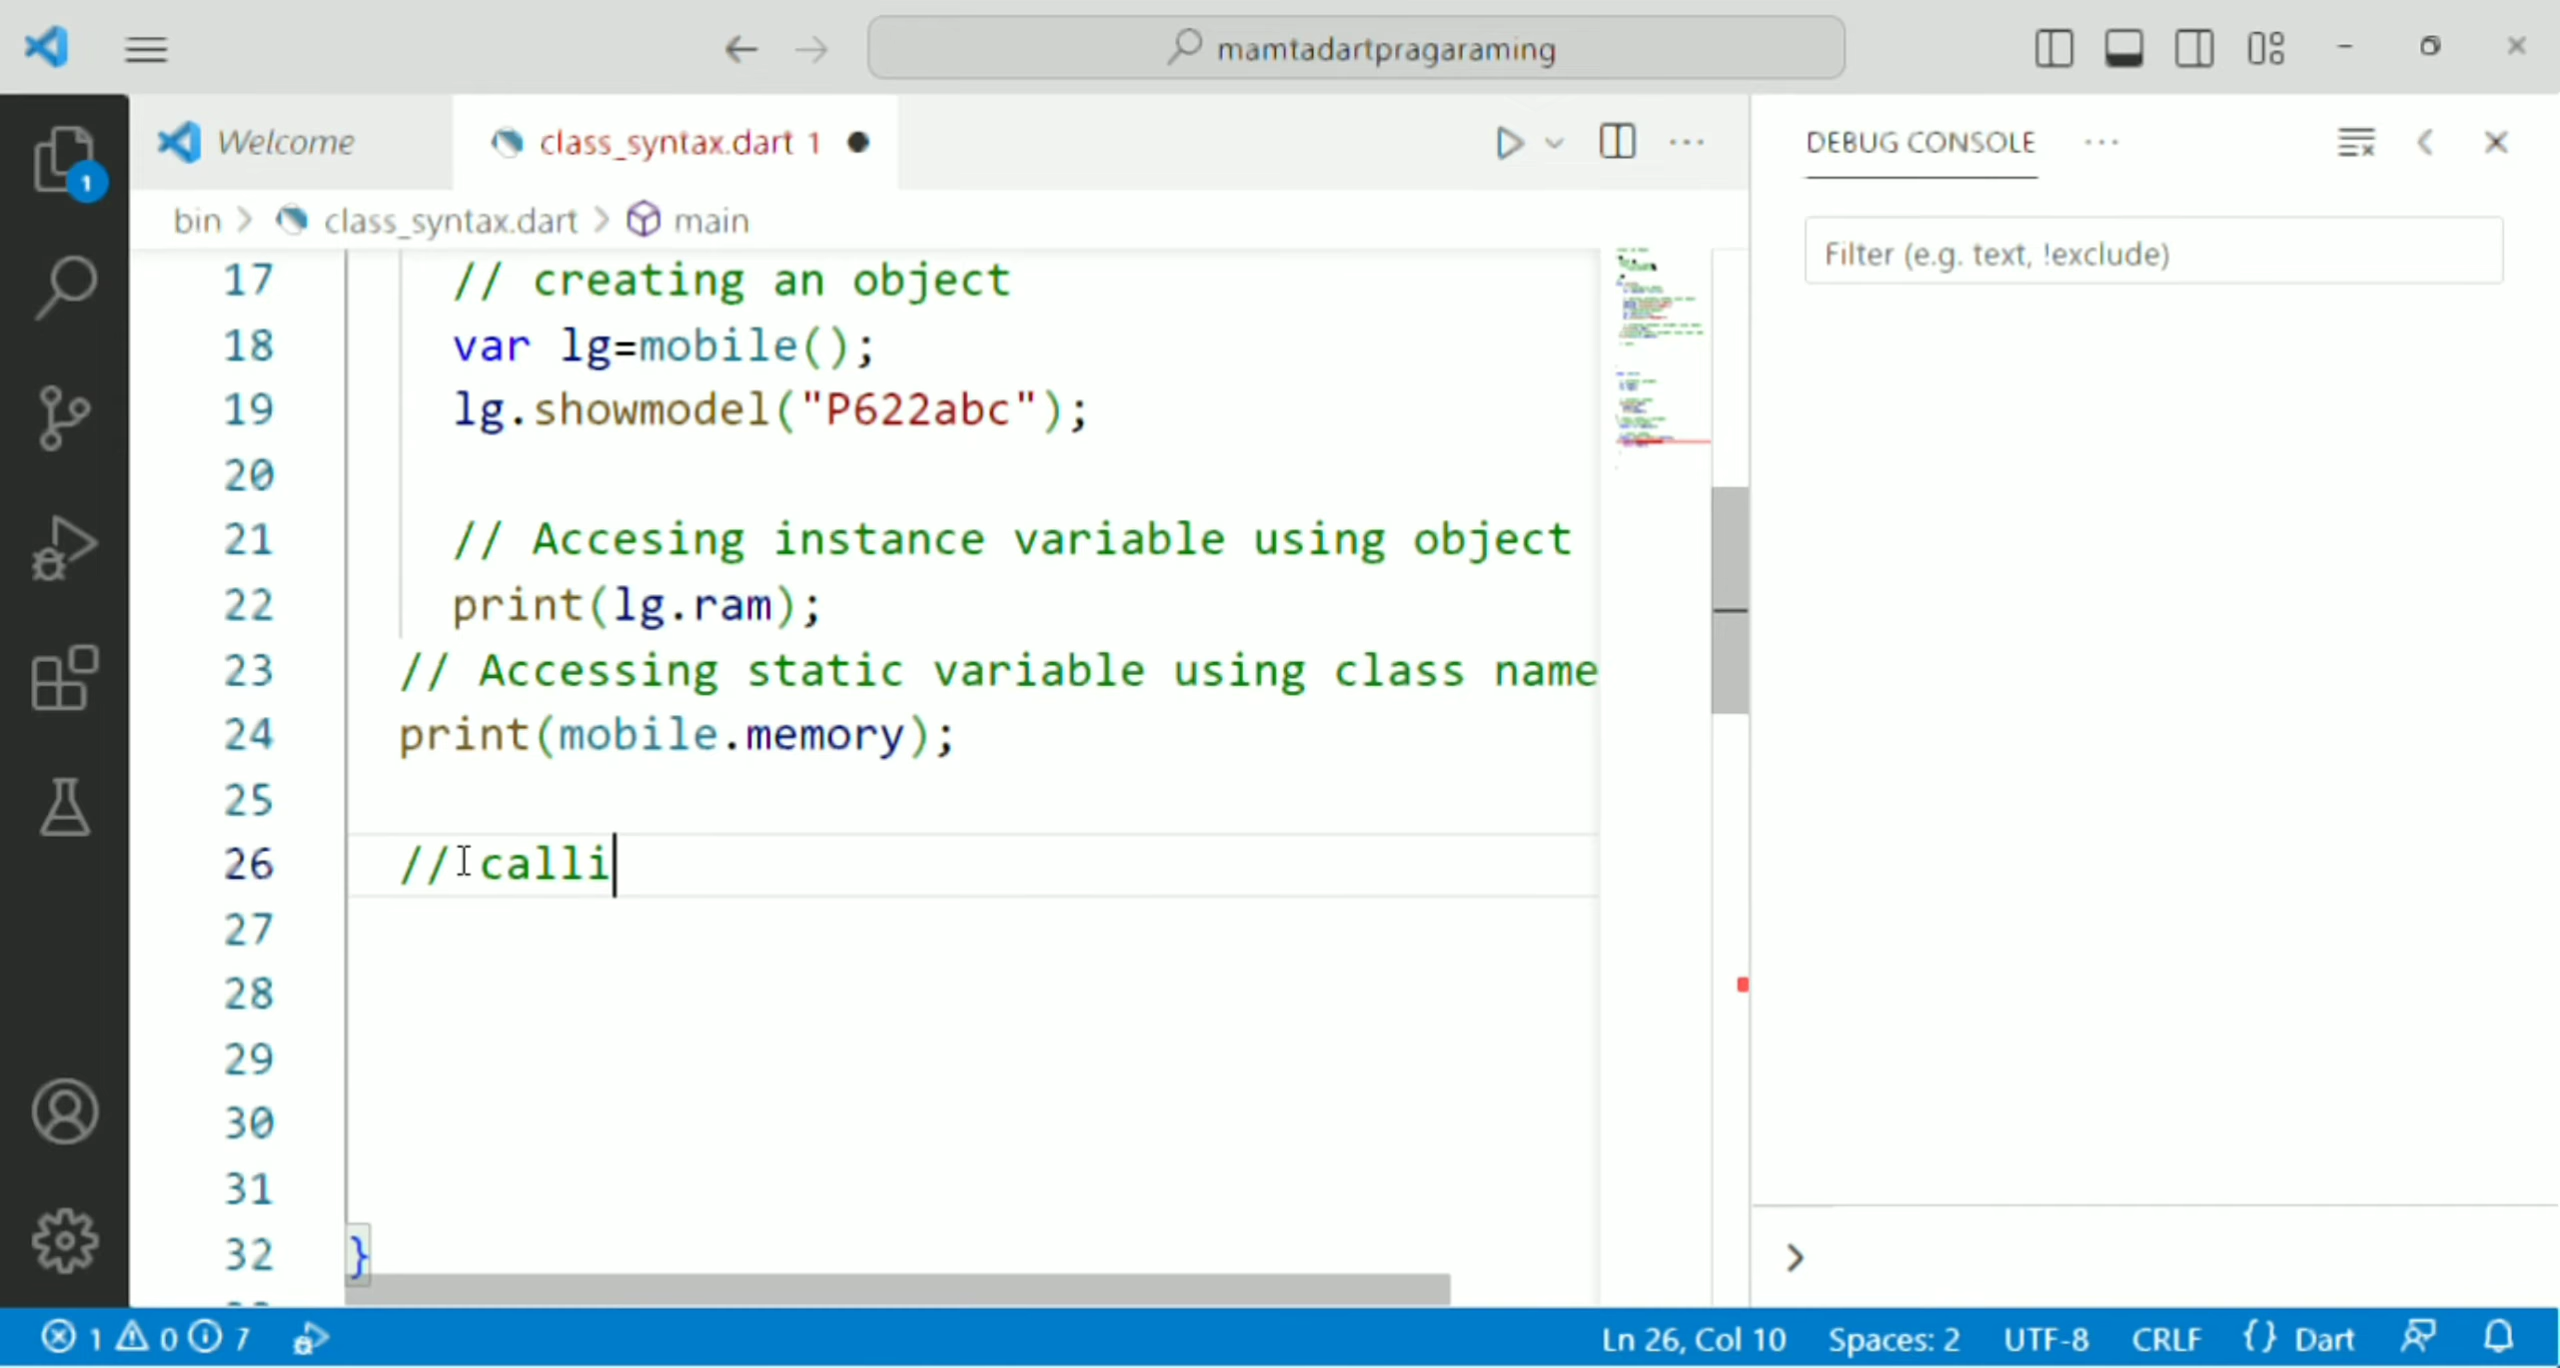 mamtadartpragaraming
Welcome
class_syntax.dart 1
DEBUG CONSOLE
bin > class_syntax.dart > main
Filter (e.g. text, !exclude)
17 // creating an object
18 var lg=mobile();
19 lg.showmodel("P622abc");
20
21 // Accesing instance variable using object
22 print(lg.ram);
23 // Accessing static variable using class name
24 print(mobile.memory);
25
26 // calli
27
28
29
30
31
32 }
1
1 0 7
Ln 26, Col 10 Spaces: 2 UTF-8 CRLF {} Dart